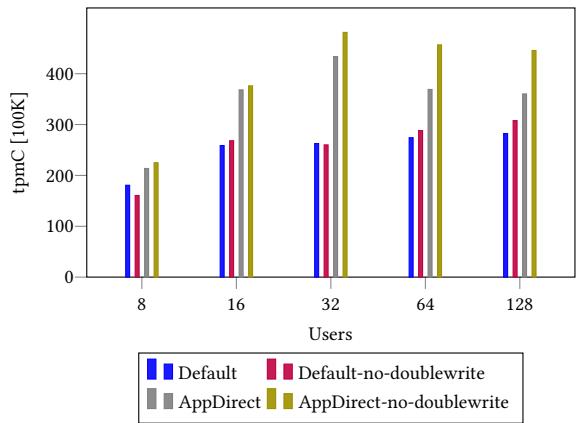 tpmC [100K]
400
300
200
100
0
8 16 32 64 128
Users
Default Default-no-doublewrite
AppDirect AppDirect-no-doublewrite